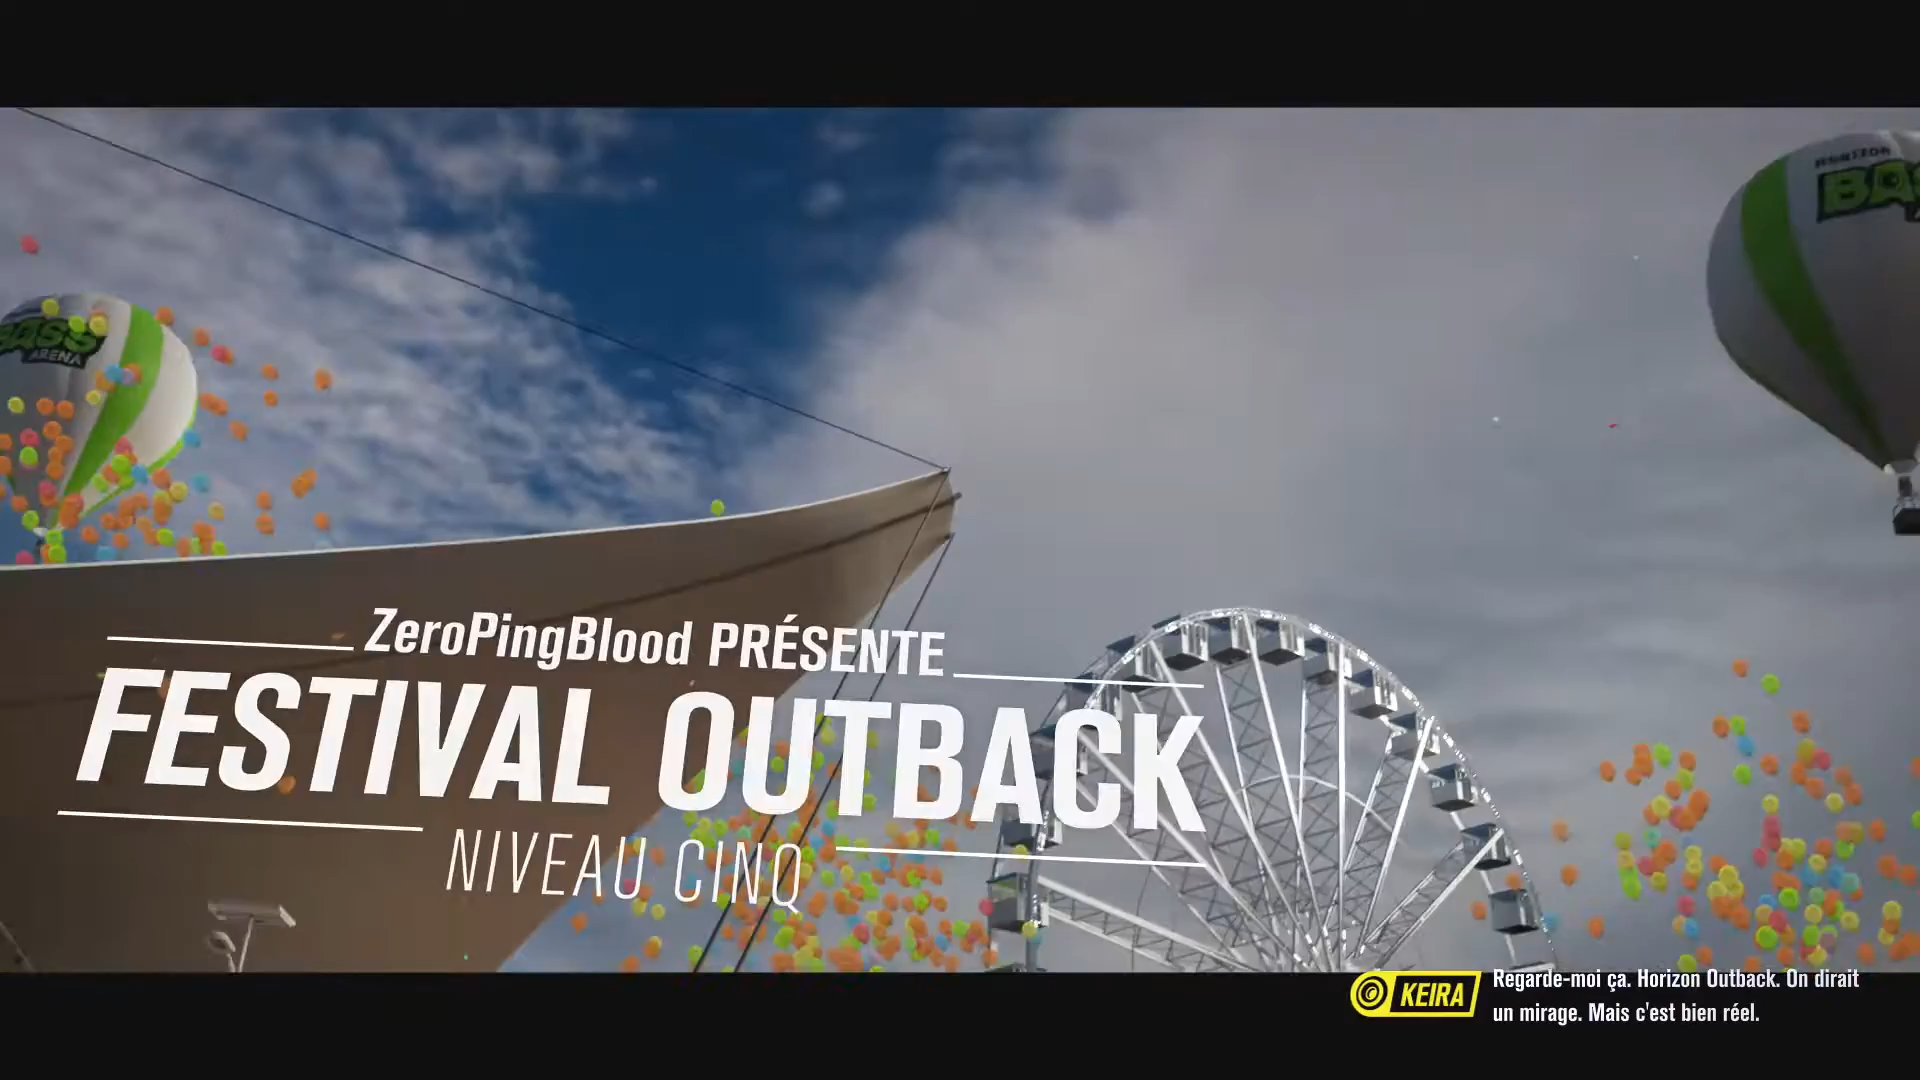 HORIZON
BASS
ARENA
ZeroPingBlood PRÉSENTE
FESTIVAL OUTBACK
NIVEAU CINQ
KEIRA
Regarde-moi ça. Horizon Outback. On dirait
un mirage. Mais c'est bien réel.